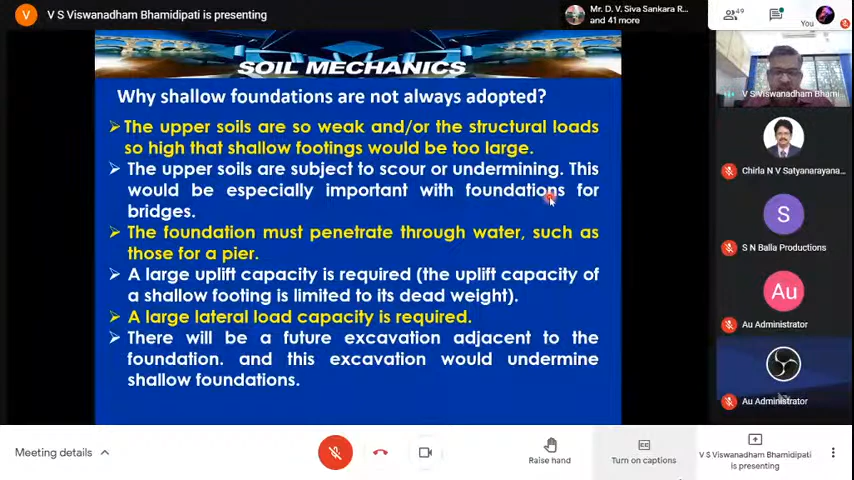 V
V S Viswanadham Bhamidipati is presenting
Mr. D. V. Siva Sankara R...
and 41 more
49
You
SOIL MECHANICS
Why shallow foundations are not always adopted?
➤ The upper soils are so weak and/or the structural loads
so high that shallow footings would be too large.
➤ The upper soils are subject to scour or undermining. This
would be especially important with foundations for
bridges.
➤ The foundation must penetrate through water, such as
those for a pier.
➤ A large uplift capacity is required (the uplift capacity of
a shallow footing is limited to its dead weight).
➤ A large lateral load capacity is required.
➤ There will be a future excavation adjacent to the
foundation. and this excavation would undermine
shallow foundations.
V S Viswanadham Bhami...
Chirla N V Satyanarayana...
S
S N Balla Productions
Au
Au Administrator
Au Administrator
Meeting details
Raise hand
Turn on captions
V S Viswanadham Bhamidipati
is presenting